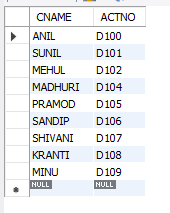 CNAME ACTNO
ANIL D100
SUNIL D101
MEHUL D102
MADHURI D104
PRAMOD D105
SANDIP D106
SHIVANI D107
KRANTI D108
MINU D109
NULL NULL